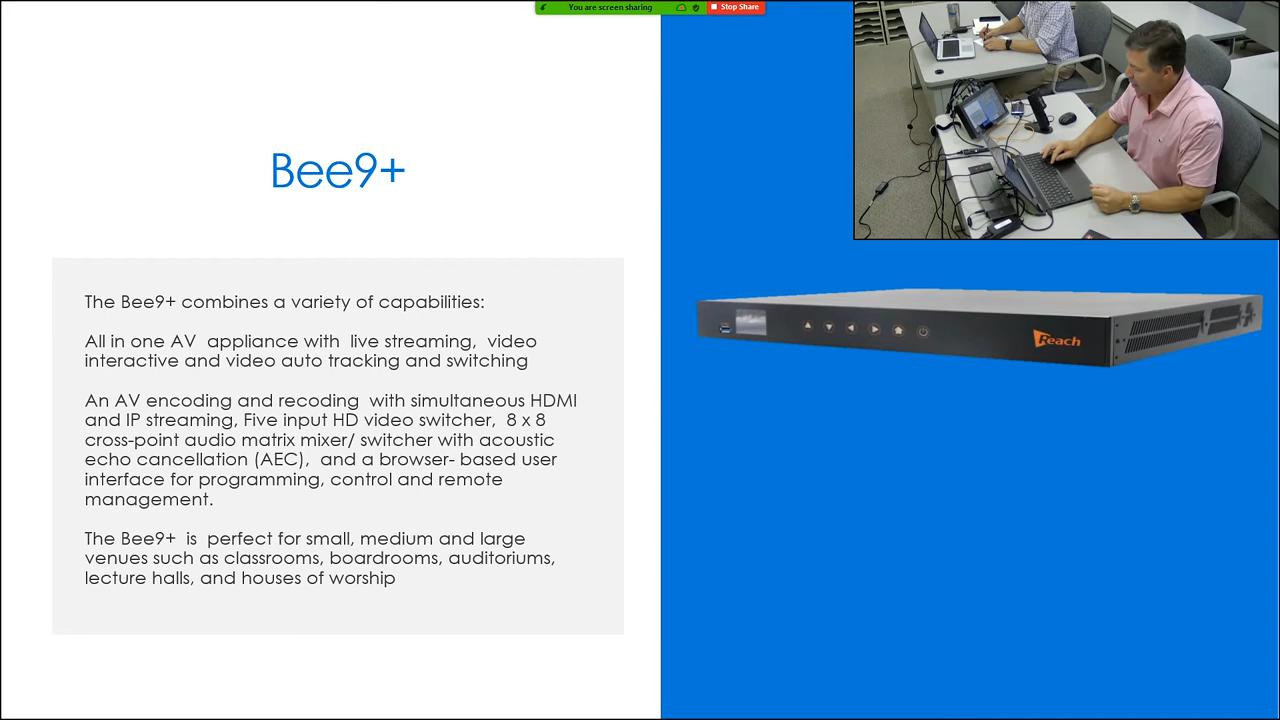 You are screen sharing
Stop Share
Bee9+
The Bee9+ combines a variety of capabilities:
All in one AV appliance with live streaming, video
interactive and video auto tracking and switching
An AV encoding and recoding with simultaneous HDMI
and IP streaming, Five input HD video switcher, 8 x 8
cross-point audio matrix mixer/ switcher with acoustic
echo cancellation (AEC), and a browser- based user
interface for programming, control and remote
management.
The Bee9+ is perfect for small, medium and large
venues such as classrooms, boardrooms, auditoriums,
lecture halls, and houses of worship
Reach